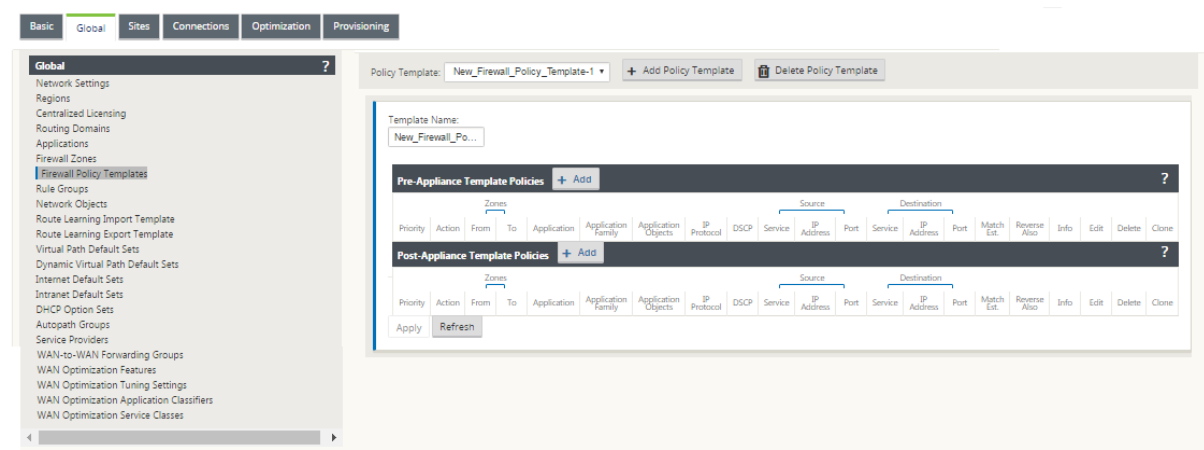 Basic Global Sites Connections Optimization Provisioning
Global ?
Network Settings
Regions
Centralized Licensing
Routing Domains
Applications
Firewall Zones
Firewall Policy Templates
Rule Groups
Network Objects
Route Learning Import Template
Route Learning Export Template
Virtual Path Default Sets
Dynamic Virtual Path Default Sets
Internet Default Sets
Intranet Default Sets
DHCP Option Sets
Autopath Groups
Service Providers
WAN-to-WAN Forwarding Groups
WAN Optimization Features
WAN Optimization Tuning Settings
WAN Optimization Application Classifiers
WAN Optimization Service Classes
Policy Template: New_Firewall_Policy_Template-1 + Add Policy Template Delete Policy Template
Template Name:
New_Firewall_Po...
Pre-Appliance Template Policies + Add ?
Zones Source Destination
Priority Action From To Application Application Family Application Objects IP Protocol DSCP Service IP Address Port Service IP Address Port Match Est. Reverse Also Info Edit Delete Clone
Post-Appliance Template Policies + Add ?
Zones Source Destination
Priority Action From To Application Application Family Application Objects IP Protocol DSCP Service IP Address Port Service IP Address Port Match Est. Reverse Also Info Edit Delete Clone
Apply Refresh